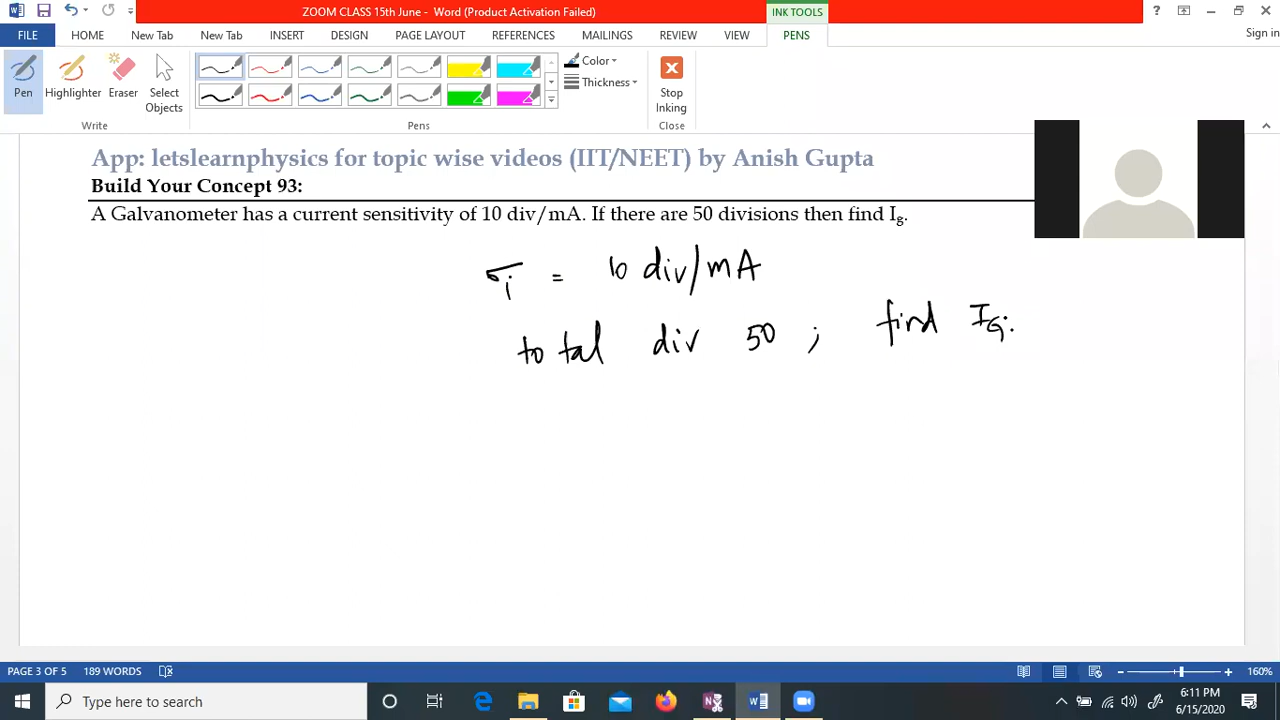 ZOOM CLASS 15th June - Word (Product Activation Failed)
INK TOOLS
?
FILE
HOME
New Tab
New Tab
INSERT
DESIGN
PAGE LAYOUT
REFERENCES
MAILINGS
REVIEW
VIEW
PENS
Sign in
Pen
Highlighter
Eraser
Select Objects
Color
Thickness
Stop Inking
Write
Pens
Close
App: letslearnphysics for topic wise videos (IIT/NEET) by Anish Gupta
Build Your Concept 93:
A Galvanometer has a current sensitivity of 10 div/mA. If there are 50 divisions then find Ig.
σi = 10 div/mA
total div 50 ; find IG.
PAGE 3 OF 5 189 WORDS
160%
Type here to search
6:11 PM
6/15/2020